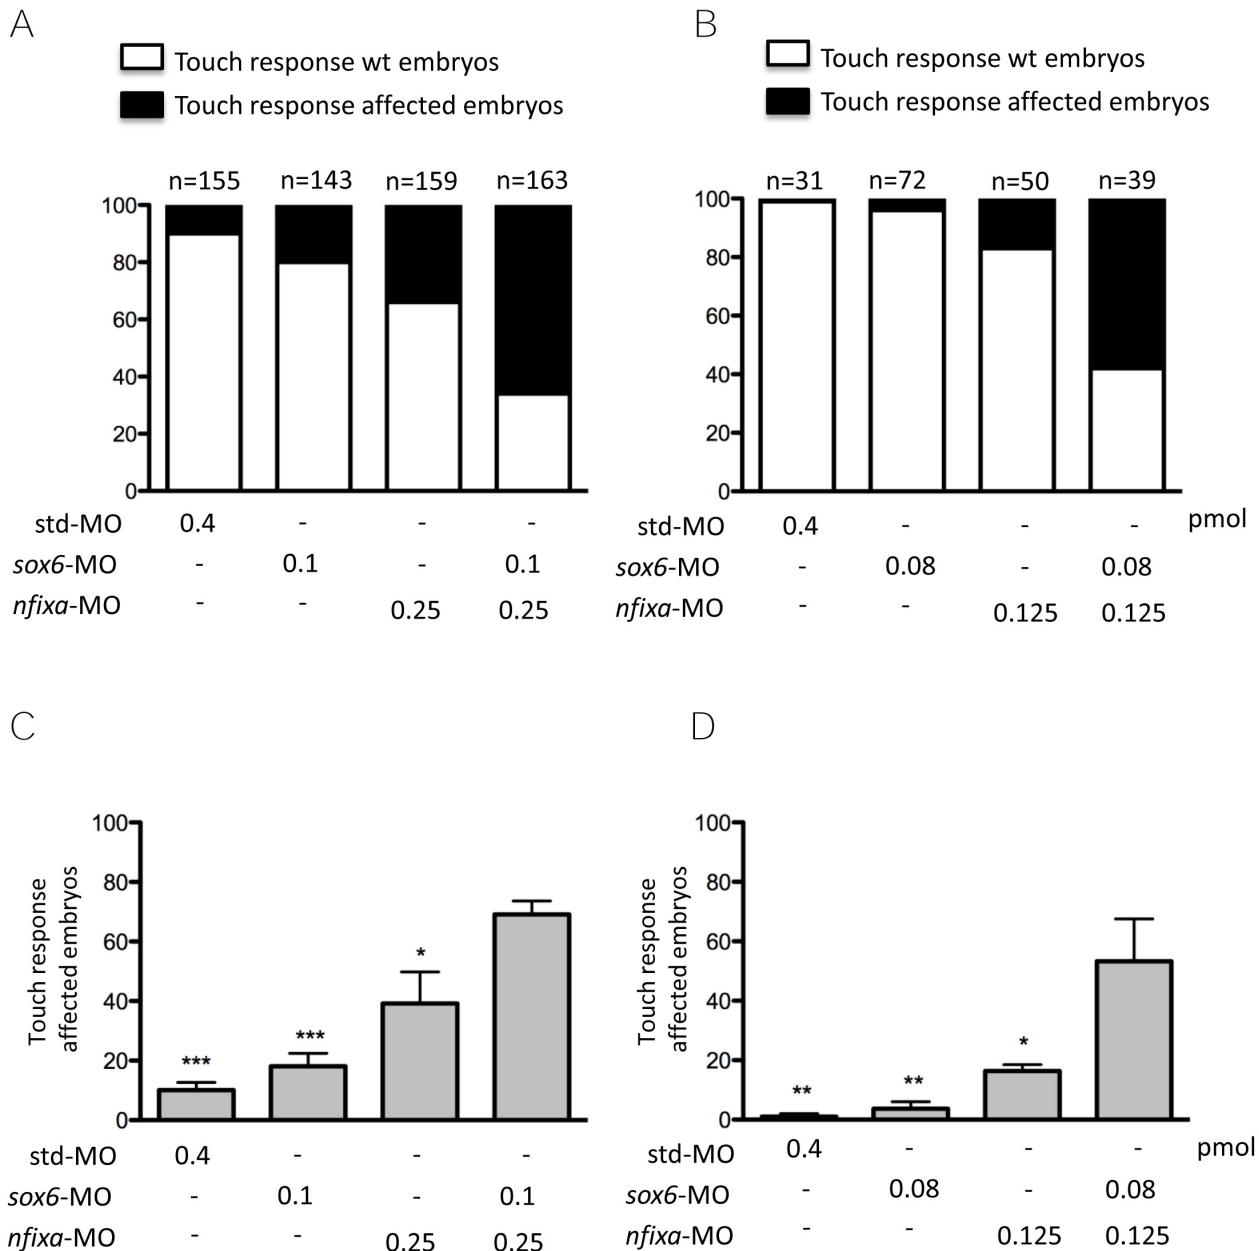 A
Touch response wt embryos
Touch response affected embryos
n=155 n=143 n=159 n=163
100
80
60
40
20
0
std-MO 0.4 - - -
sox6-MO - 0.1 - 0.1
nfixa-MO - - 0.25 0.25
B
Touch response wt embryos
Touch response affected embryos
n=31 n=72 n=50 n=39
100
80
60
40
20
0
std-MO 0.4 - - - pmol
sox6-MO - 0.08 - 0.08
nfixa-MO - - 0.125 0.125
C
Touch response
affected embryos
100
80
60
40
20
0
*** *** *
std-MO 0.4 - - -
sox6-MO - 0.1 - 0.1
nfixa-MO - - 0.25 0.25
D
Touch response
affected embryos
100
80
60
40
20
0
** ** *
std-MO 0.4 - - - pmol
sox6-MO - 0.08 - 0.08
nfixa-MO - - 0.125 0.125